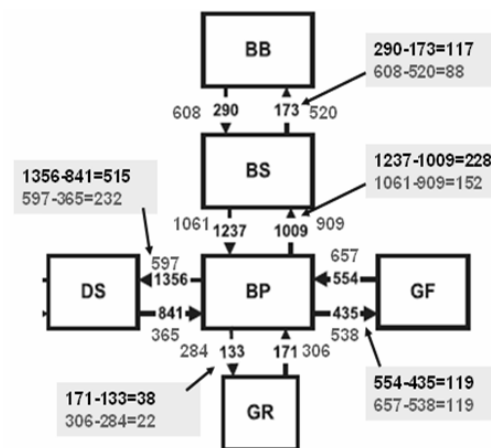 BB
290-173=117
608-520=88
608 290 173 520
BS
1237-1009=228
1061-909=152
1356-841=515
597-365=232
1061 1237 1009 909
597 657
1356 554
DS BP GF
841 435
365 538
284 133 171 306
171-133=38
306-284=22
GR
554-435=119
657-538=119